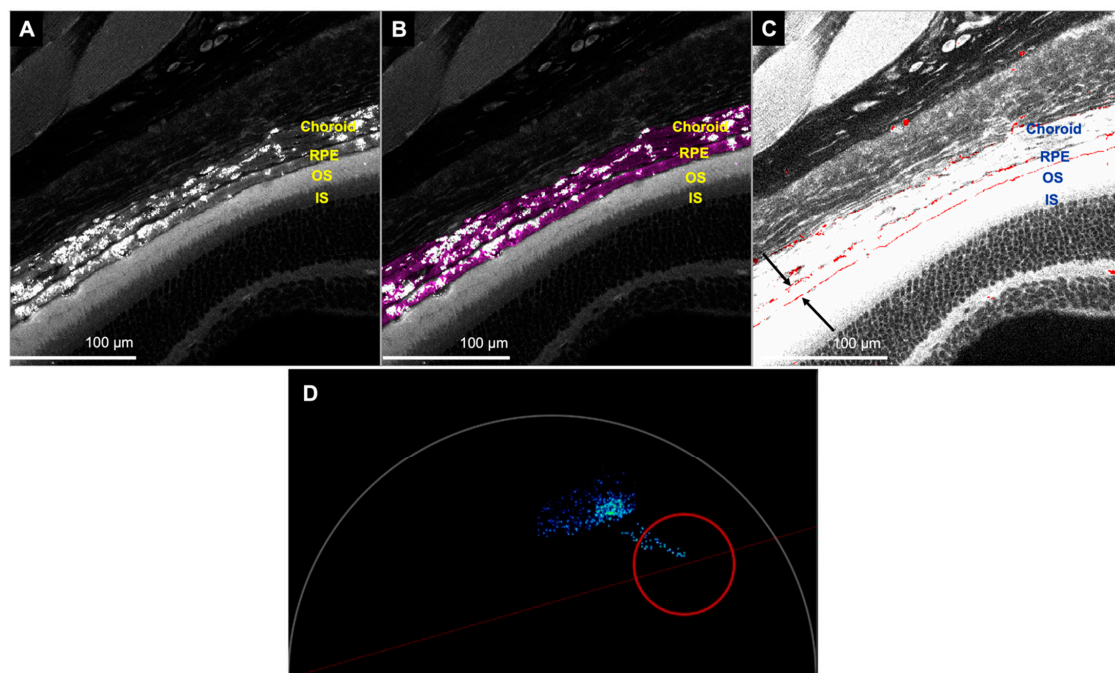 A
Choroid
RPE
OS
IS
100 µm
B
Choroid
RPE
OS
IS
100 µm
C
Choroid
RPE
OS
IS
100 µm
D